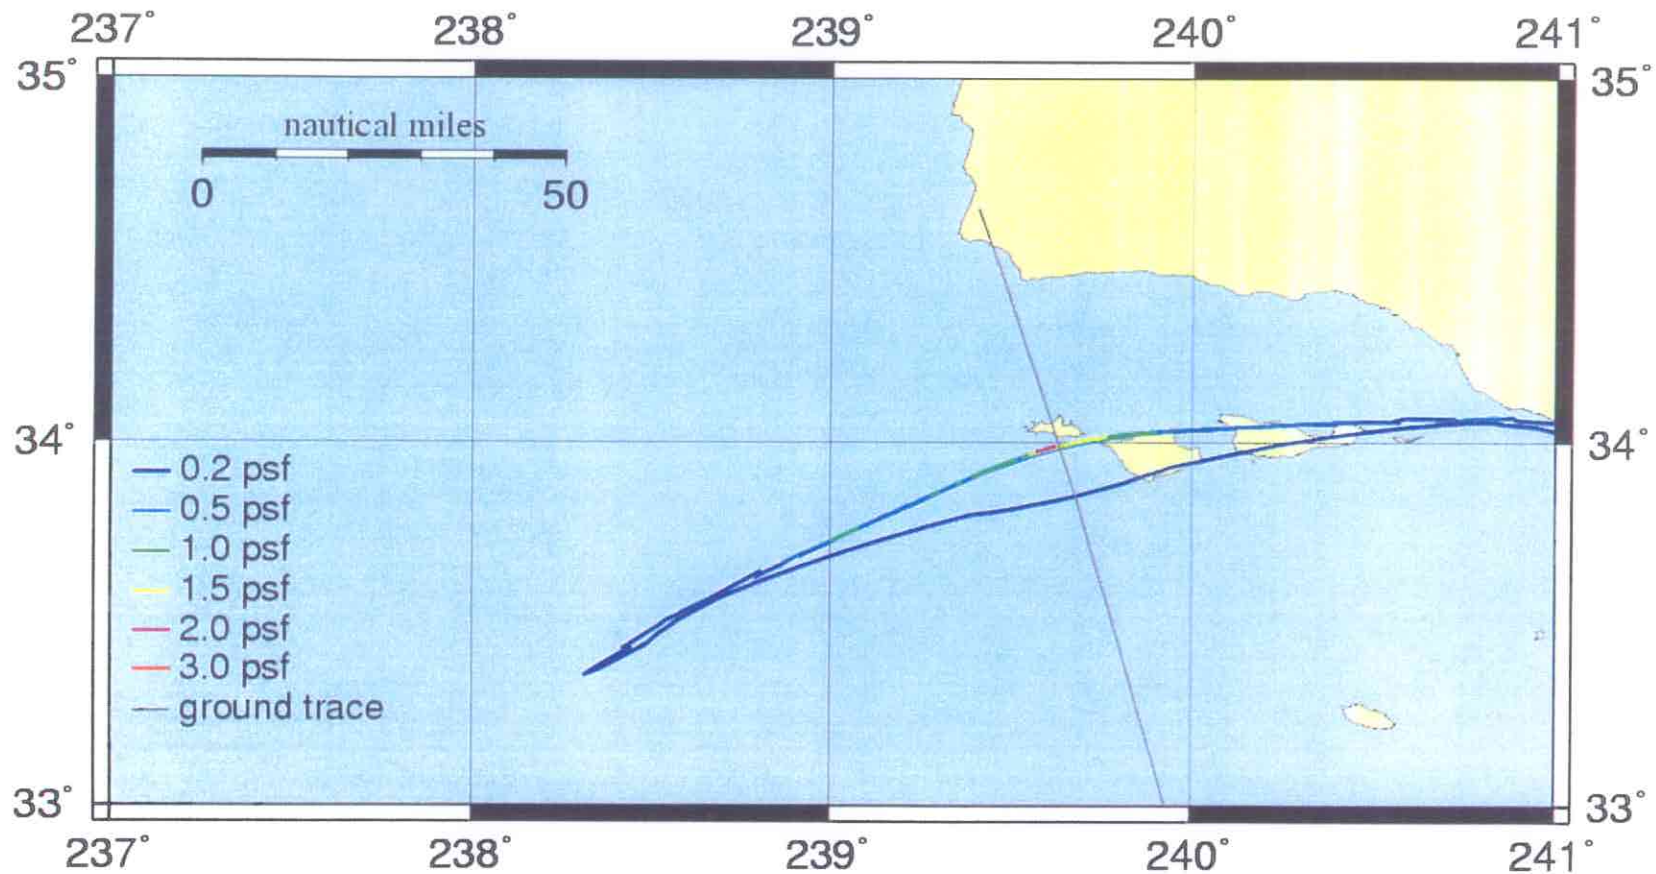 237° 238° 239° 240° 241°
35° 35°
nautical miles
0 50
34° 34°
0.2 psf
0.5 psf
1.0 psf
1.5 psf
2.0 psf
3.0 psf
ground trace
33° 33°
237° 238° 239° 240° 241°